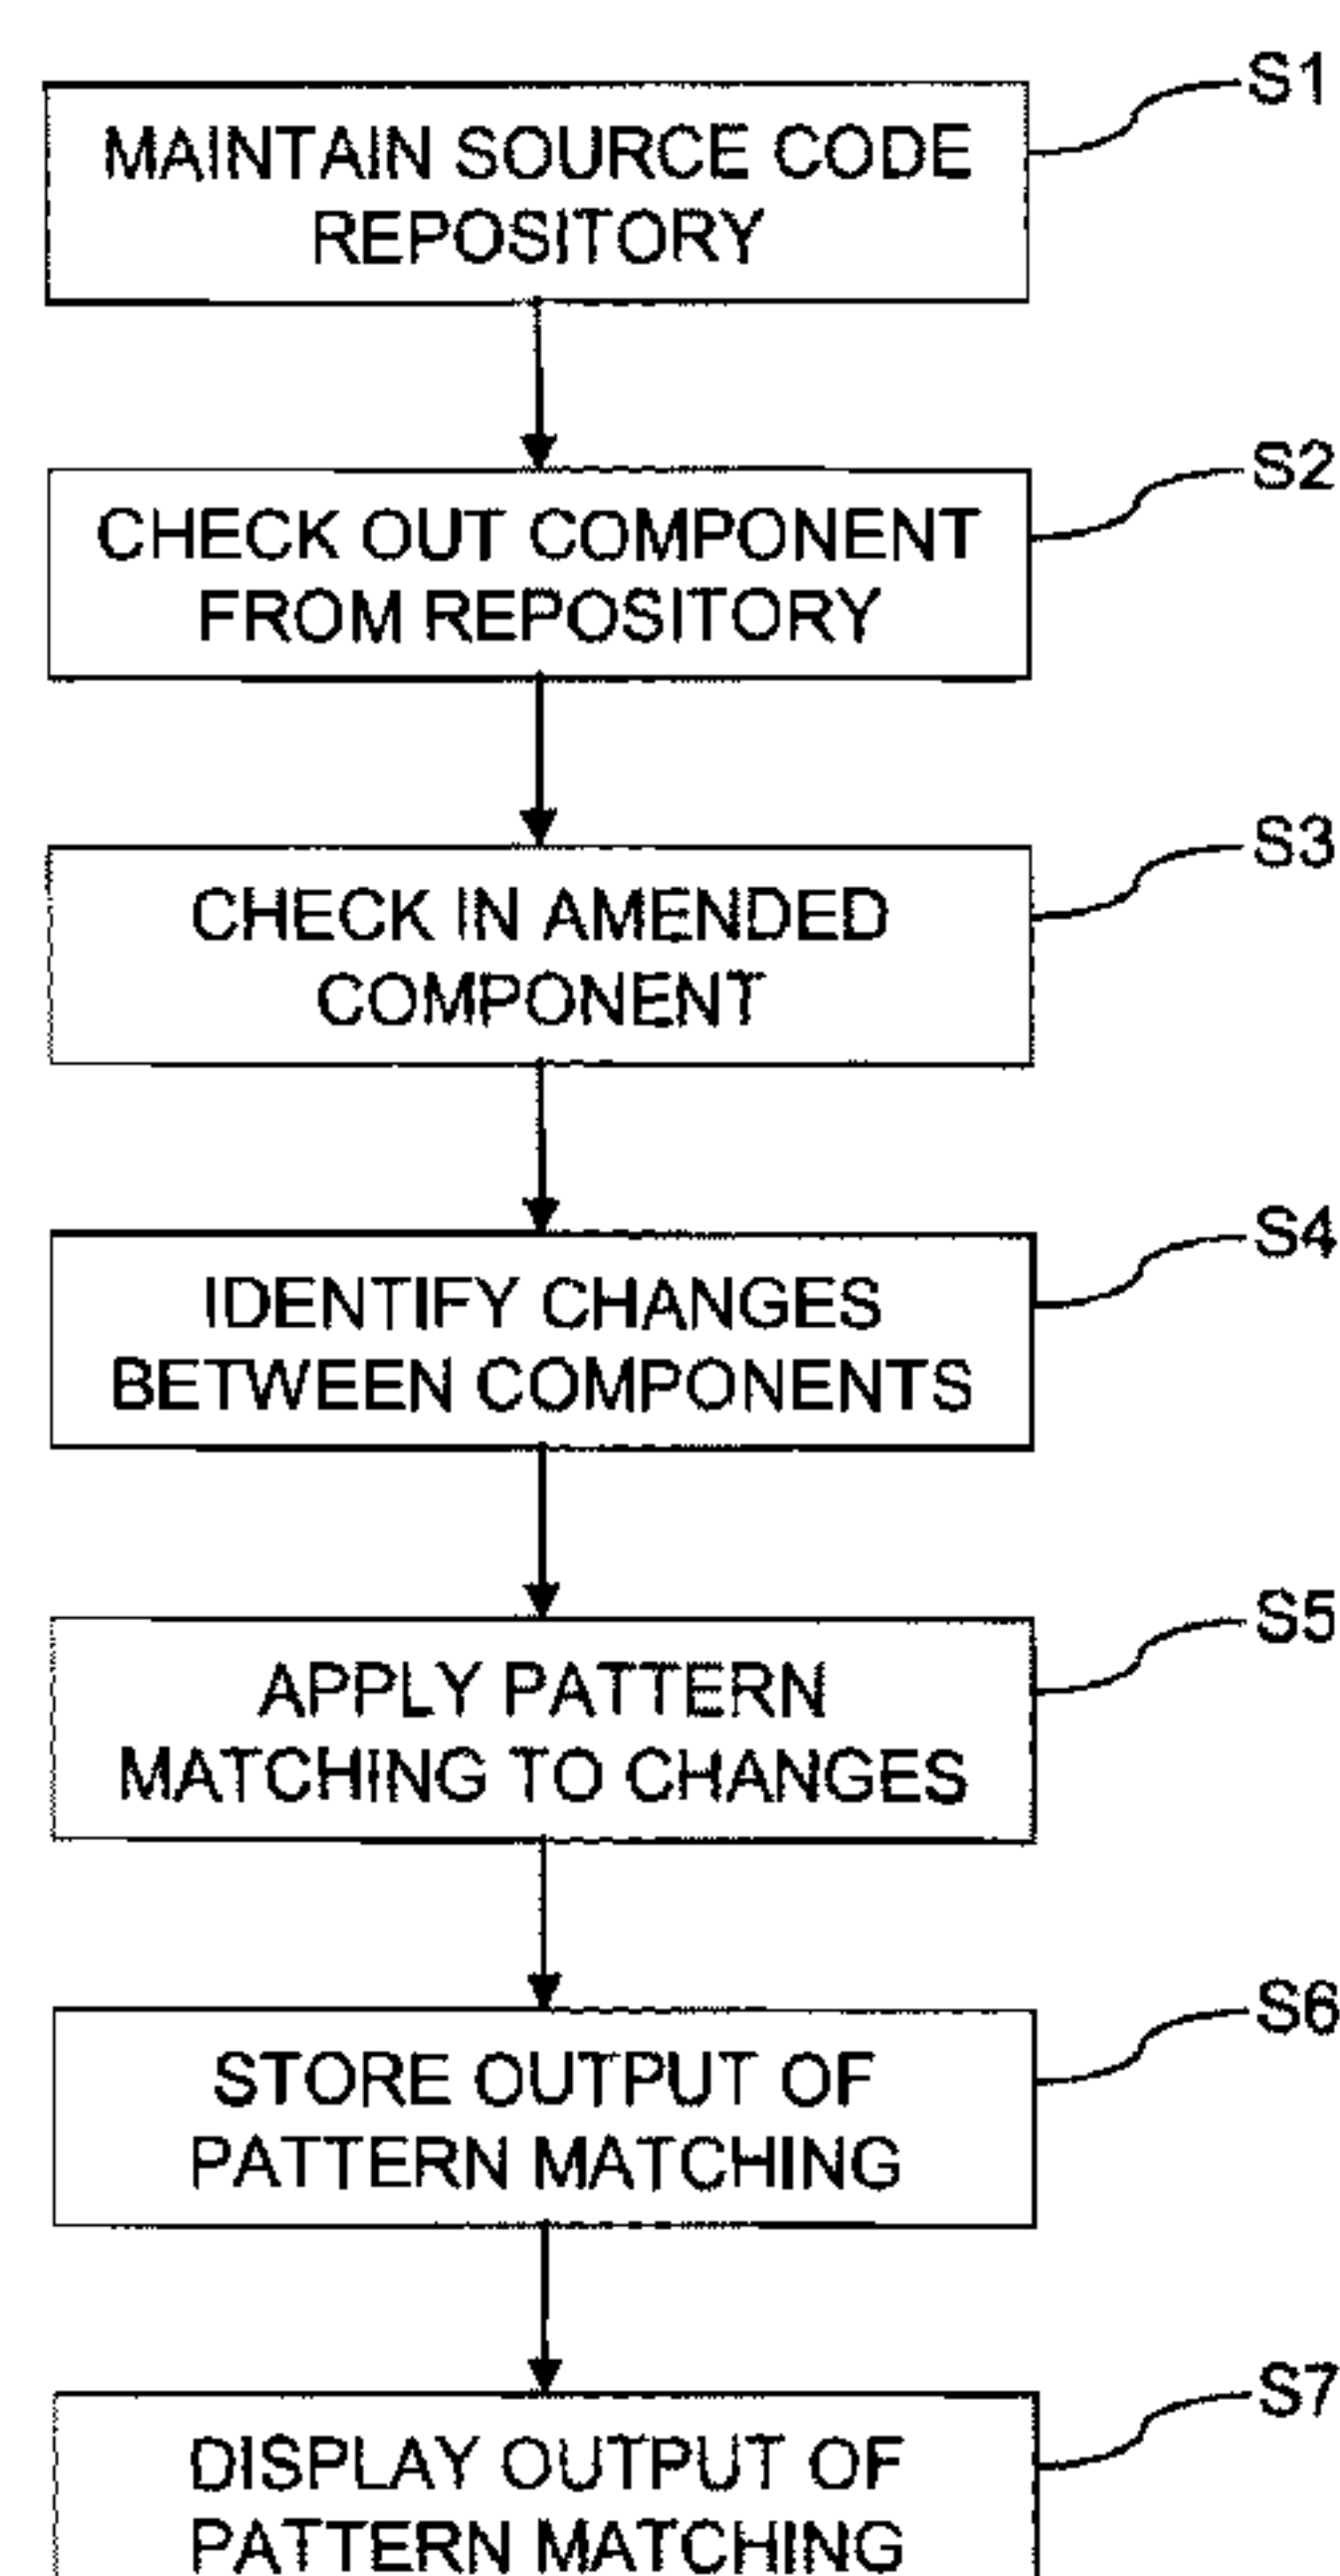 S1
MAINTAIN SOURCE CODE
REPOSITORY
S2
CHECK OUT COMPONENT
FROM REPOSITORY
S3
CHECK IN AMENDED
COMPONENT
S4
IDENTIFY CHANGES
BETWEEN COMPONENTS
S5
APPLY PATTERN
MATCHING TO CHANGES
S6
STORE OUTPUT OF
PATTERN MATCHING
S7
DISPLAY OUTPUT OF
PATTERN MATCHING